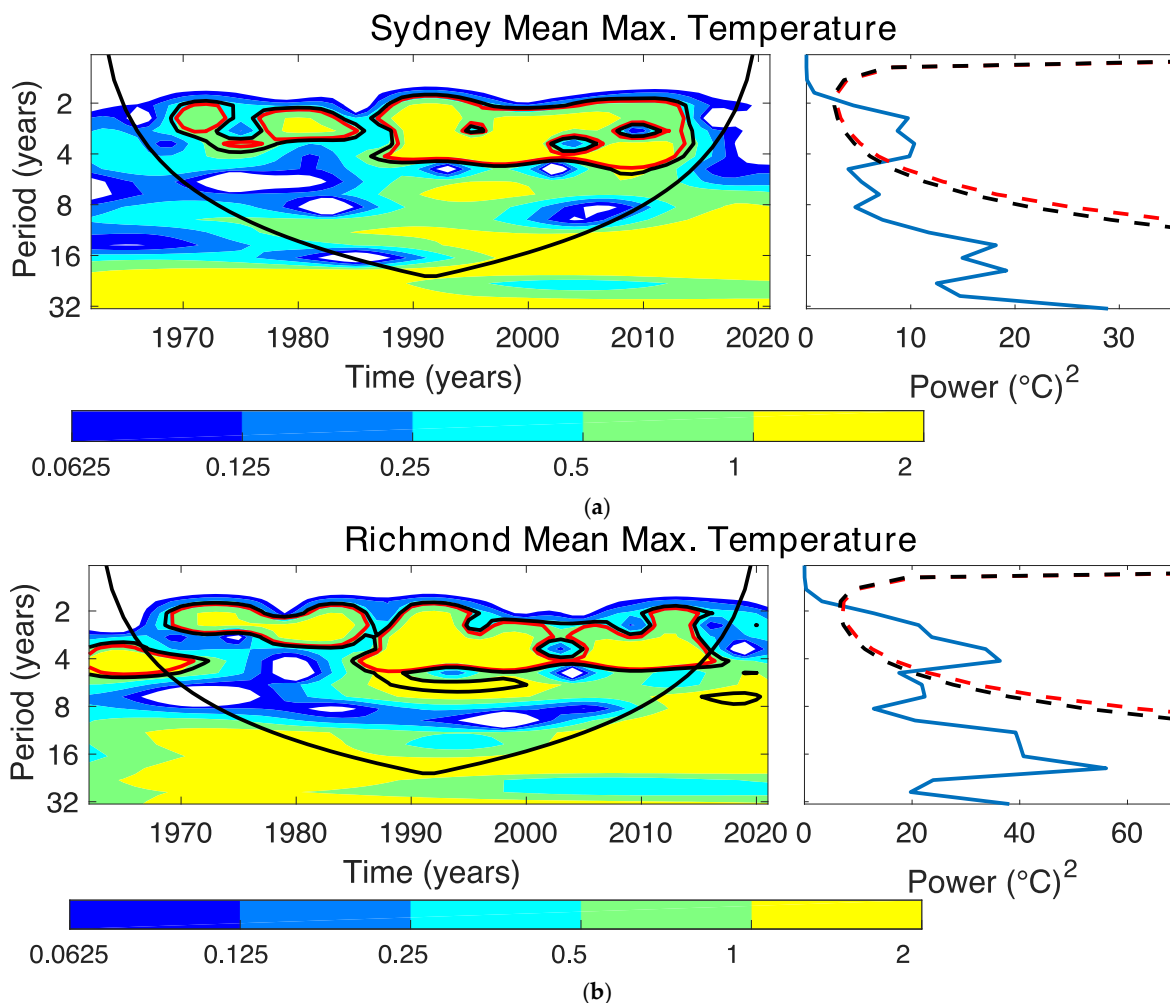 Sydney Mean Max. Temperature
Period (years)
2
4
8
16
32
1970 1980 1990 2000 2010 2020
Time (years)
0 10 20 30
Power (°C)2
0.0625 0.125 0.25 0.5 1 2
(a)
Richmond Mean Max. Temperature
Period (years)
2
4
8
16
32
1970 1980 1990 2000 2010 2020
Time (years)
0 20 40 60
Power (°C)2
0.0625 0.125 0.25 0.5 1 2
(b)